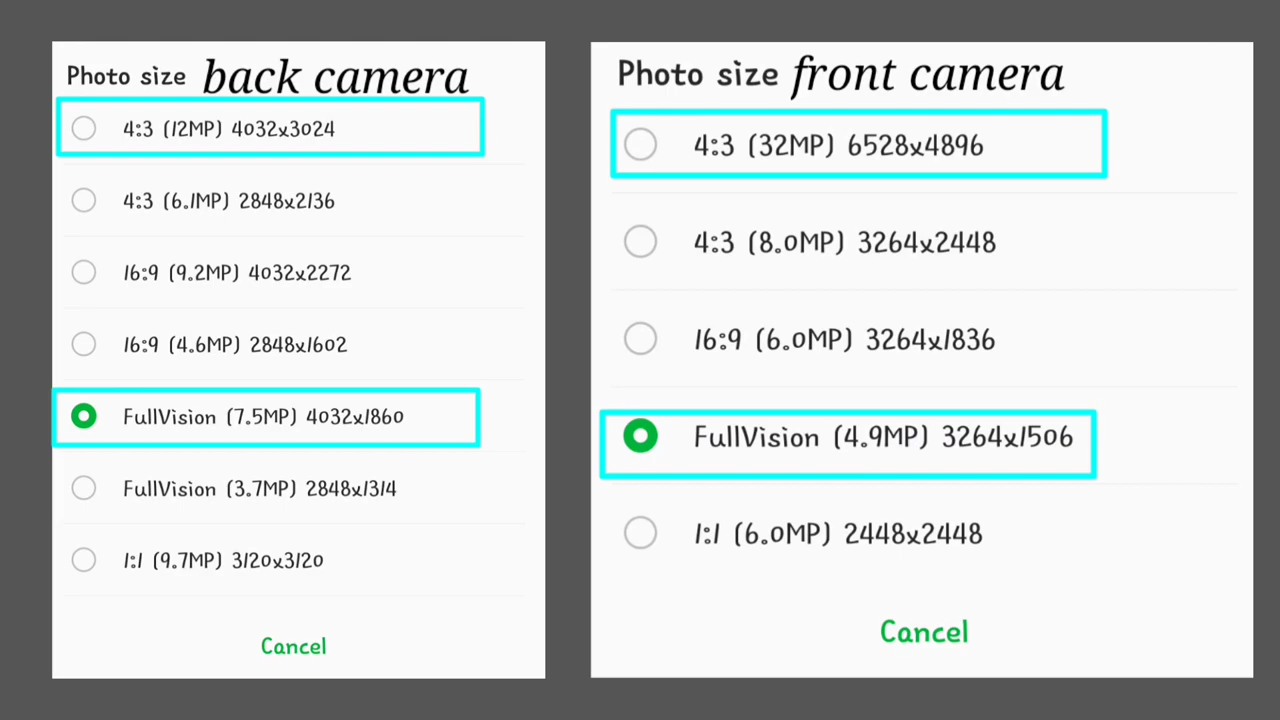 Photo size back camera
4:3 (12MP) 4032x3024
4:3 (6.1MP) 2848x2136
16:9 (9.2MP) 4032x2272
16:9 (4.6MP) 2848x1602
FullVision (7.5MP) 4032x1860
FullVision (3.7MP) 2848x1314
1:1 (9.7MP) 3120x3120
Cancel
Photo size front camera
4:3 (32MP) 6528x4896
4:3 (8.0MP) 3264x2448
16:9 (6.0MP) 3264x1836
FullVision (4.9MP) 3264x1506
1:1 (6.0MP) 2448x2448
Cancel